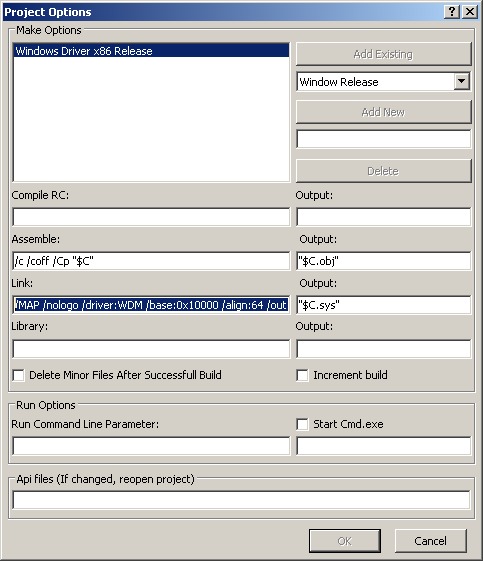 Project Options
Make Options
Windows Driver x86 Release
Add Existing
Window Release
Add New
Delete
Compile RC: Output:
Assemble: Output:
/c /coff /Cp "$C" "$C.obj"
Link: Output:
/MAP /nologo /driver:WDM /base:0x10000 /align:64 /out "$C.sys"
Library: Output:
Delete Minor Files After Successfull Build Increment build
Run Options
Run Command Line Parameter: Start Cmd.exe
Api files (If changed, reopen project)
OK Cancel